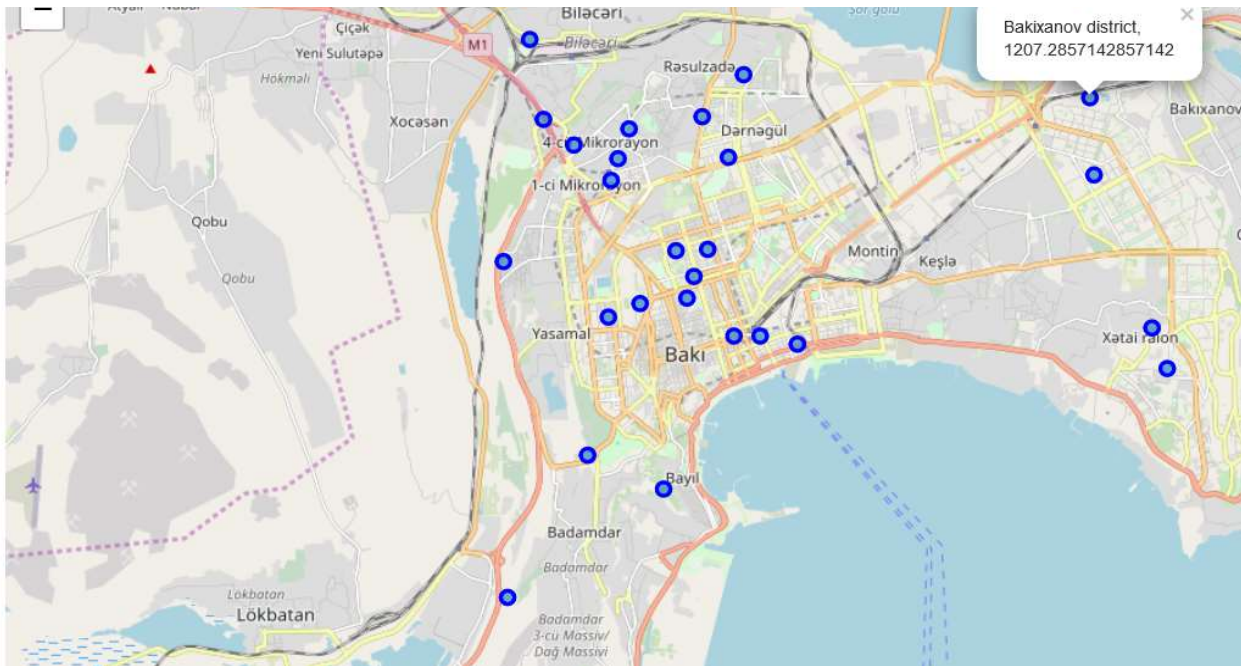 Biləcəri
Çiçək
Yeni Sulutəpə
M1
Biləcəri
Hökməli
Rəsulzadə
Xocəsən
4-cü Mikrorayon
Dərnəgül
1-ci Mikrorayon
Bakixanov district,
1207.2857142857142
×
Bakıxanov
Qobu
Qobu
Montin
Keşlə
Yasamal
Bakı
Xətai raion
Bayıl
Badamdar
Badamdar
Lökbatan
Lökbatan
Badamdar
3-cü Massiv/
Dağ Massivi